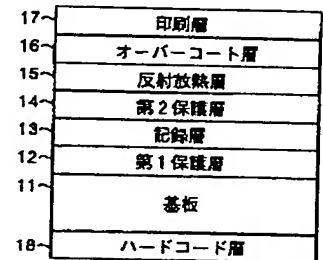 17 印刷層
16 オーバーコート層
15 反射放熱層
14 第2保護層
13 記録層
12 第1保護層
11 基板
18 ハードコード層